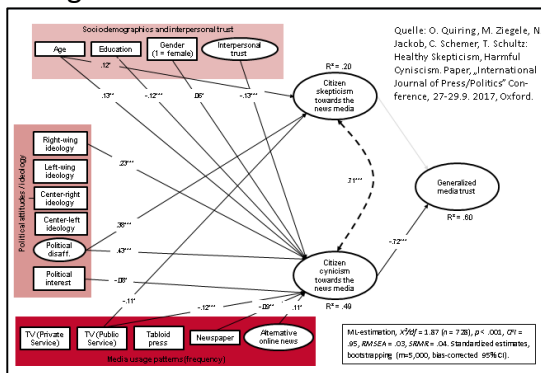 Sociodemographics and interpersonal trust
Age
Education
Gender
(1 = female)
Interpersonal
trust
Quelle: O. Quiring, M. Ziegele, N.
Jackob, C. Schemer, T. Schultz:
Healthy Skepticism, Harmful
Cyniscism. Paper, „International
Journal of Press/Politics“ Con-
ference, 27-29.9. 2017, Oxford.
R² = .20
Citizen
skepticism
towards the
news media
.12*
.13**
-.12***
.06*
-.13***
Political attitudes / ideology
Right-wing
ideology
Left-wing
ideology
Center-right
ideology
Center-left
ideology
Political
disaff.
Political
interest
.23***
.38***
.43***
-.08*
.71***
Generalized
media trust
R² = .60
-.72***
Citizen
cynicism
towards the
news media
R² = .49
-.11*
-.12***
-.09**
.11*
TV (Private
Service)
TV (Public
Service)
Tabloid
press
Newspaper
Alternative
online news
Media usage patterns (frequency)
ML-estimation, χ²/df = 1.87 (n = 728), p < .001, CFI =
.95, RMSEA = .03, SRMR = .04. Standardized estimates,
bootstrapping (m=5,000, bias-corrected 95% CI).